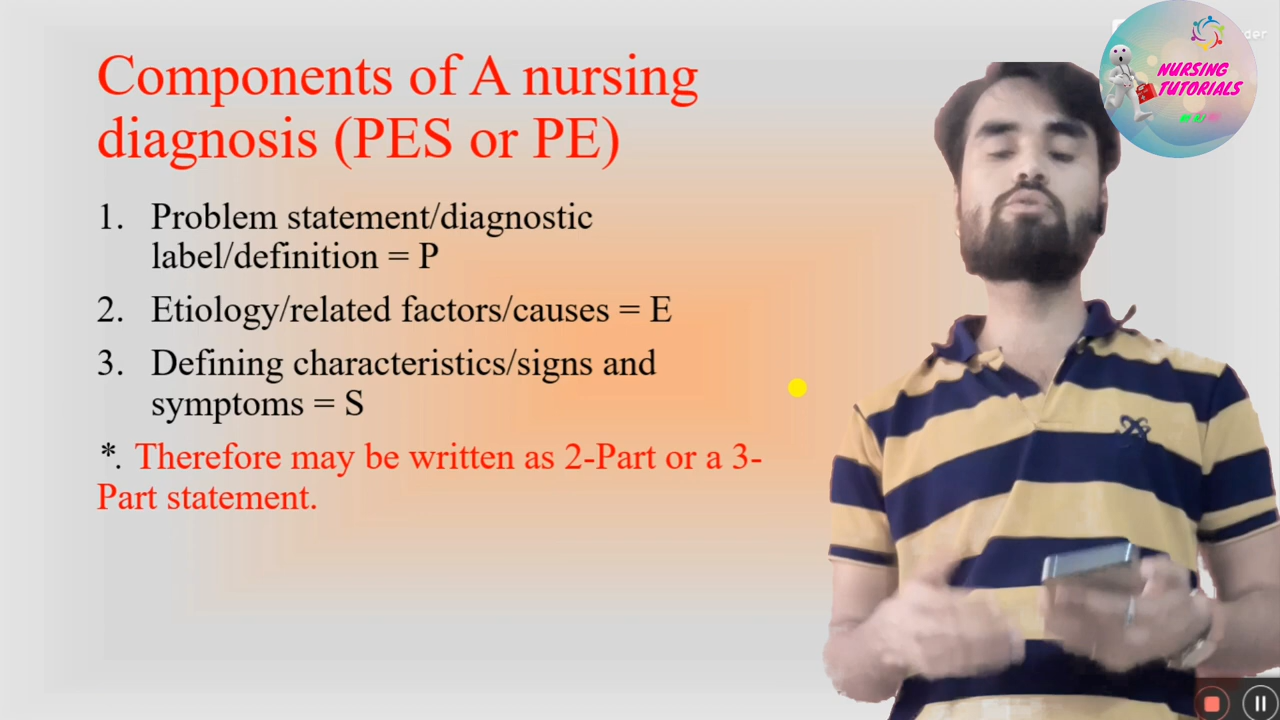 Components of A nursing
diagnosis (PES or PE)
1. Problem statement/diagnostic
label/definition = P
2. Etiology/related factors/causes = E
3. Defining characteristics/signs and
symptoms = S
*. Therefore may be written as 2-Part or a 3-
Part statement.
NURSING
TUTORIALS